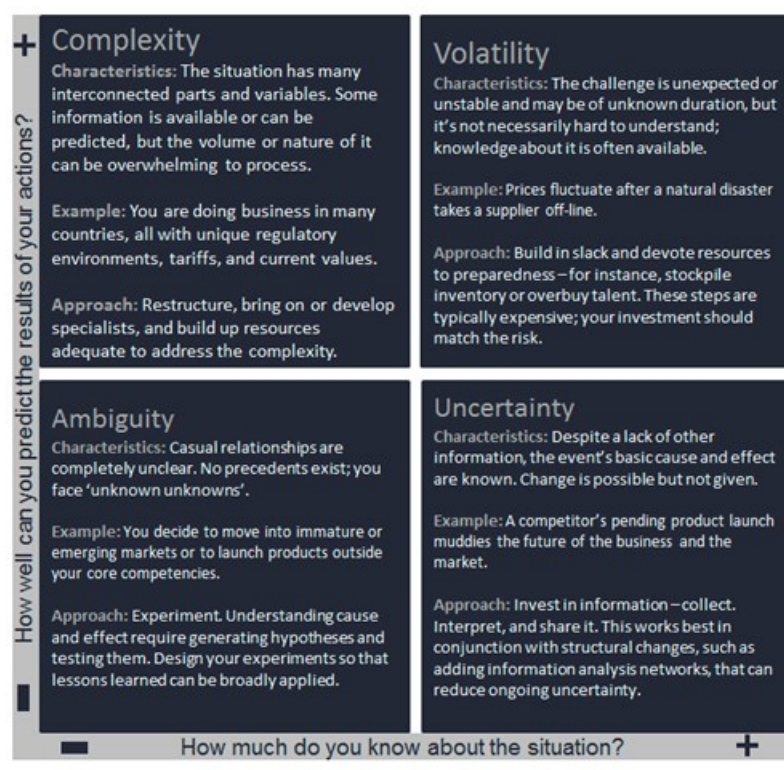 Complexity
Characteristics: The situation has many
interconnected parts and variables. Some
information is available or can be
predicted, but the volume or nature of it
can be overwhelming to process.
Example: You are doing business in many
countries, all with unique regulatory
environments, tariffs, and current values.
Approach: Restructure, bring on or develop
specialists, and build up resources
adequate to address the complexity.
Volatility
Characteristics: The challenge is unexpected or
unstable and may be of unknown duration, but
it's not necessarily hard to understand;
knowledge about it is often available.
Example: Prices fluctuate after a natural disaster
takes a supplier off-line.
Approach: Build in slack and devote resources
to preparedness – for instance, stockpile
inventory or overbuy talent. These steps are
typically expensive; your investment should
match the risk.
Ambiguity
Characteristics: Casual relationships are
completely unclear. No precedents exist; you
face 'unknown unknowns'.
Example: You decide to move into immature or
emerging markets or to launch products outside
your core competencies.
Approach: Experiment. Understanding cause
and effect require generating hypotheses and
testing them. Design your experiments so that
lessons learned can be broadly applied.
Uncertainty
Characteristics: Despite a lack of other
information, the event's basic cause and effect
are known. Change is possible but not given.
Example: A competitor's pending product launch
muddies the future of the business and the
market.
Approach: Invest in information – collect.
Interpret, and share it. This works best in
conjunction with structural changes, such as
adding information analysis networks, that can
reduce ongoing uncertainty.
+
How well can you predict the results of your actions?
-
- How much do you know about the situation? +